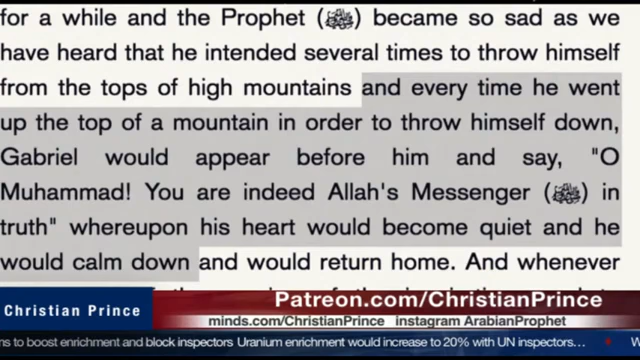 for a while and the Prophet (ﷺ) became so sad as we
have heard that he intended several times to throw himself
from the tops of high mountains and every time he went
up the top of a mountain in order to throw himself down,
Gabriel would appear before him and say, "O
Muhammad! You are indeed Allah's Messenger (ﷺ) in
truth" whereupon his heart would become quiet and he
would calm down and would return home. And whenever
Christian Prince
Patreon.com/ChristianPrince
minds.com/ChristianPrince instagram ArabianProphet
ns to boost enrichment and block inspectors Uranium enrichment would increase to 20% with UN inspectors...